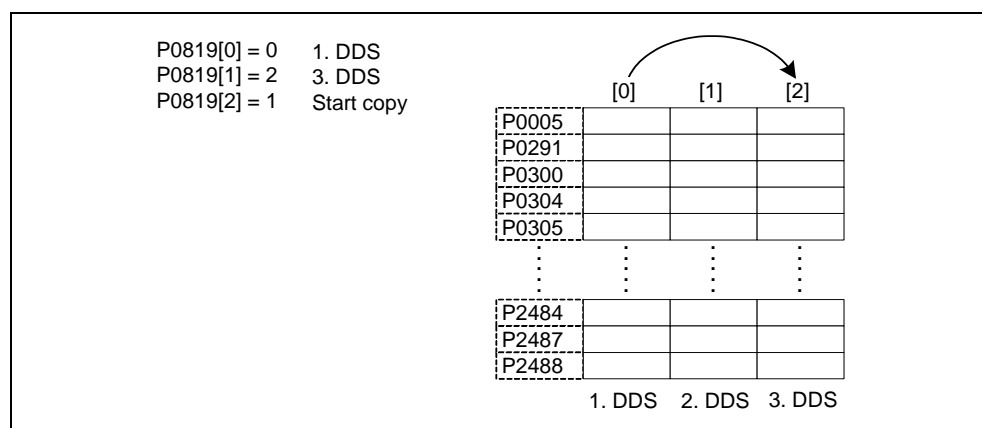 P0819[0] = 0 1. DDS
P0819[1] = 2 3. DDS
P0819[2] = 1 Start copy
[0] [1] [2]
P0005
P0291
P0300
P0304
P0305
P2484
P2487
P2488
1. DDS 2. DDS 3. DDS